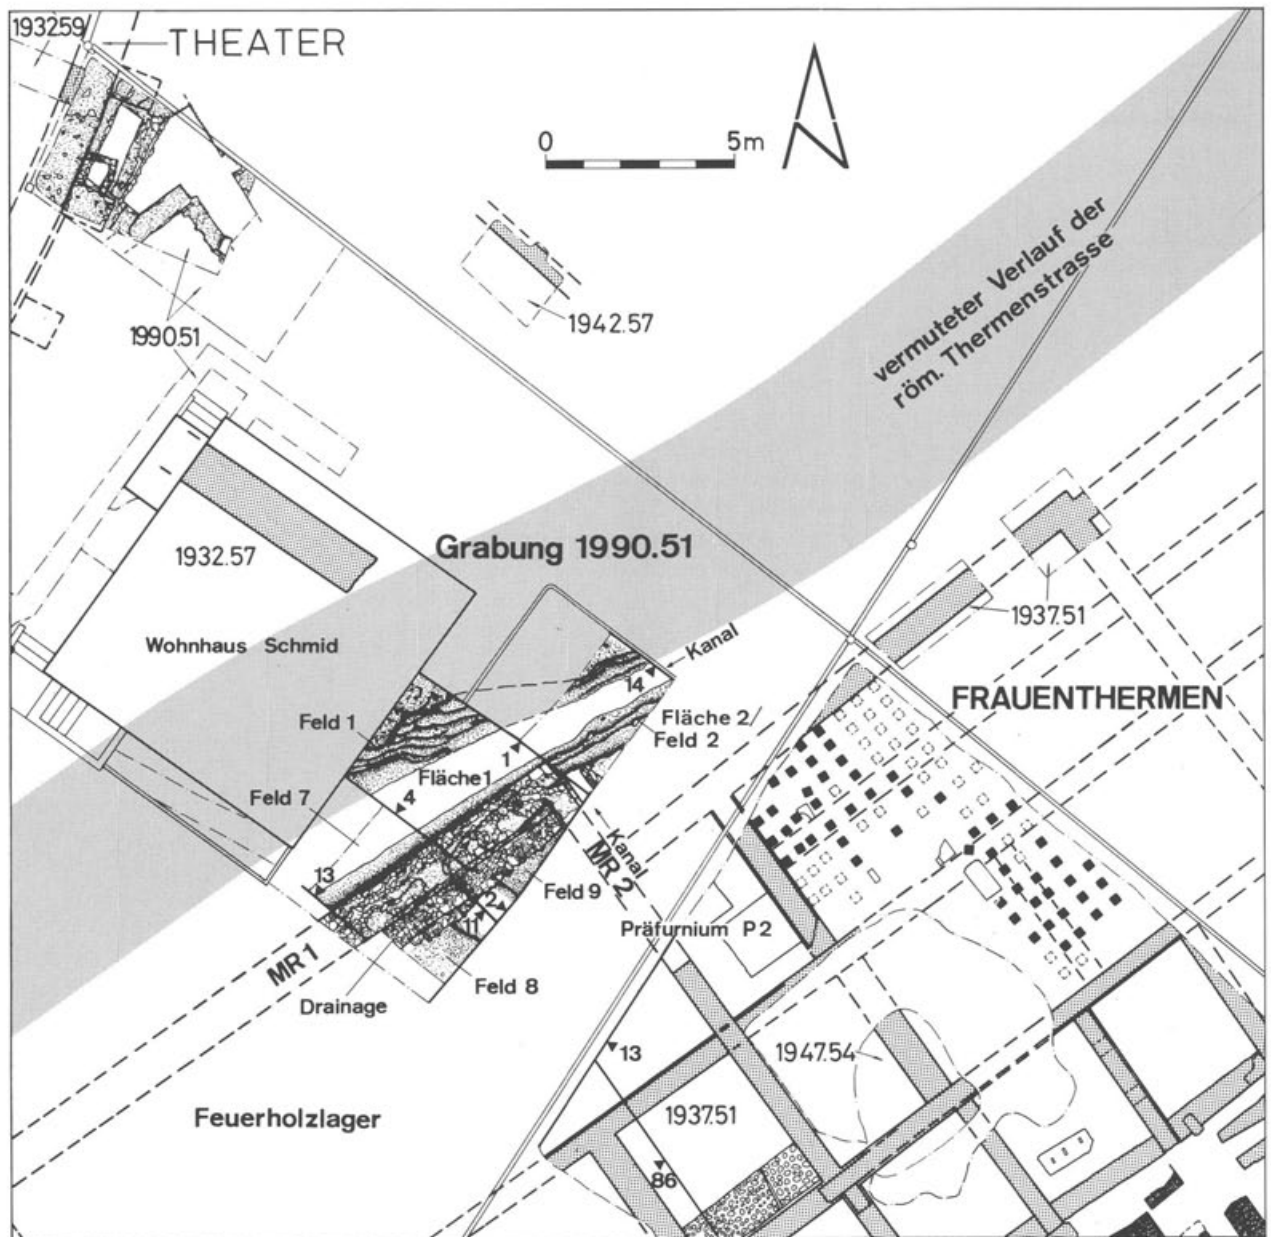 1932.59
THEATER
0 5m
1942.57
vermuteter Verlauf der
röm. Thermenstrasse
1990.51
Grabung 1990.51
1932.57
Wohnhaus Schmid
1937.51
Kanal
14
FRAUENTHERMEN
Feld 1
Fläche 2/
Feld 2
1
Fläche 1
4
Feld 7
Kanal
MR 2
13
Feld 9
2
11
Präfurnium P2
MR 1
Feld 8
Drainage
13
1947.54
Feuerholzlager
1937.51
86